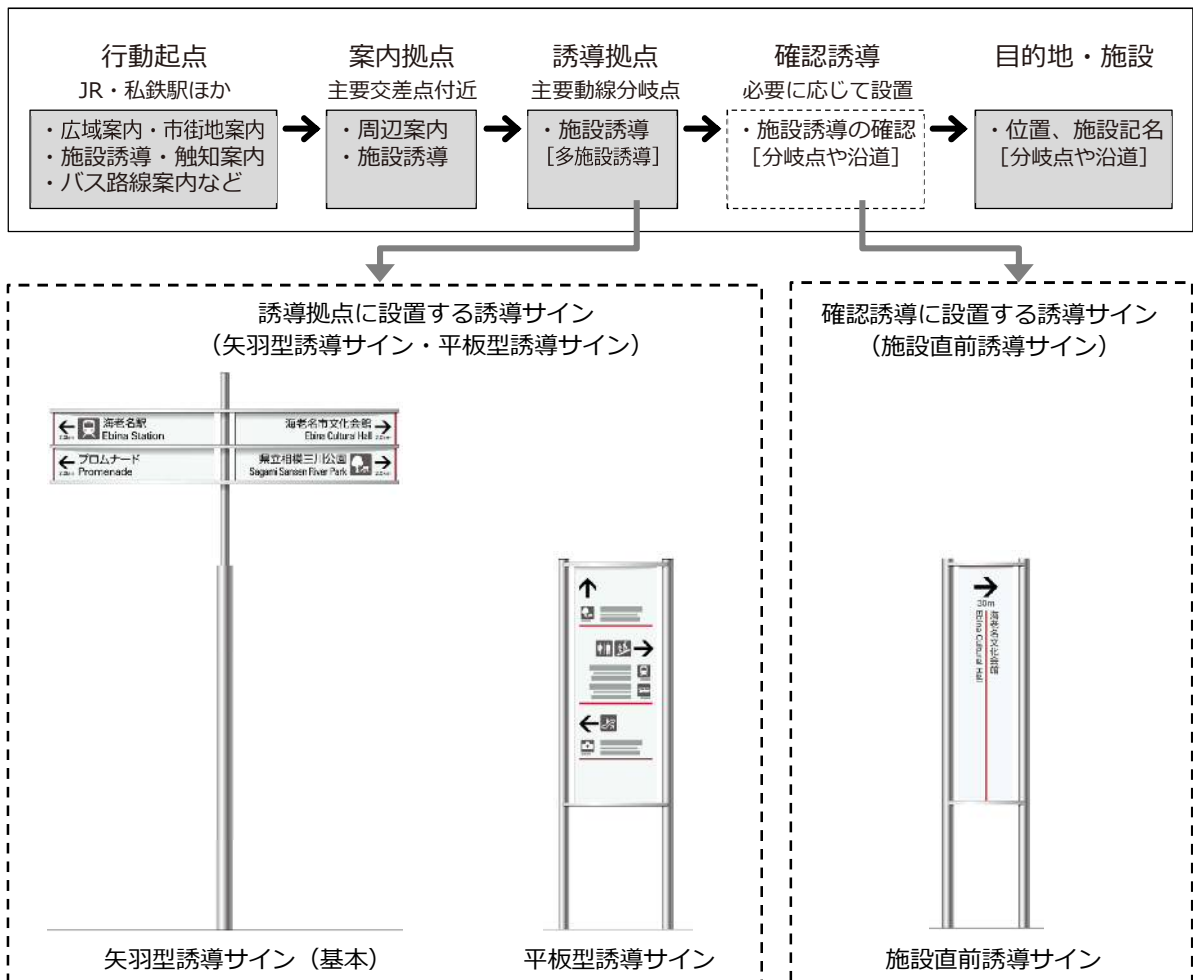 行動起点
JR・私鉄駅ほか
・広域案内・市街地案内
・施設誘導・触知案内
・バス路線案内など
案内拠点
主要交差点付近
・周辺案内
・施設誘導
誘導拠点
主要動線分岐点
・施設誘導
[多施設誘導]
確認誘導
必要に応じて設置
・施設誘導の確認
[分岐点や沿道]
目的地・施設
・位置、施設記名
[分岐点や沿道]
誘導拠点に設置する誘導サイン
（矢羽型誘導サイン・平板型誘導サイン）
海老名駅
Ebina Station
海老名市文化会館
Ebina Cultural Hall
プロムナード
Promenade
県立相模三川公園
Sagami Sansen River Park
矢羽型誘導サイン（基本）
平板型誘導サイン
確認誘導に設置する誘導サイン
（施設直前誘導サイン）
30m
海老名文化会館
Ebina Cultural Hall
施設直前誘導サイン